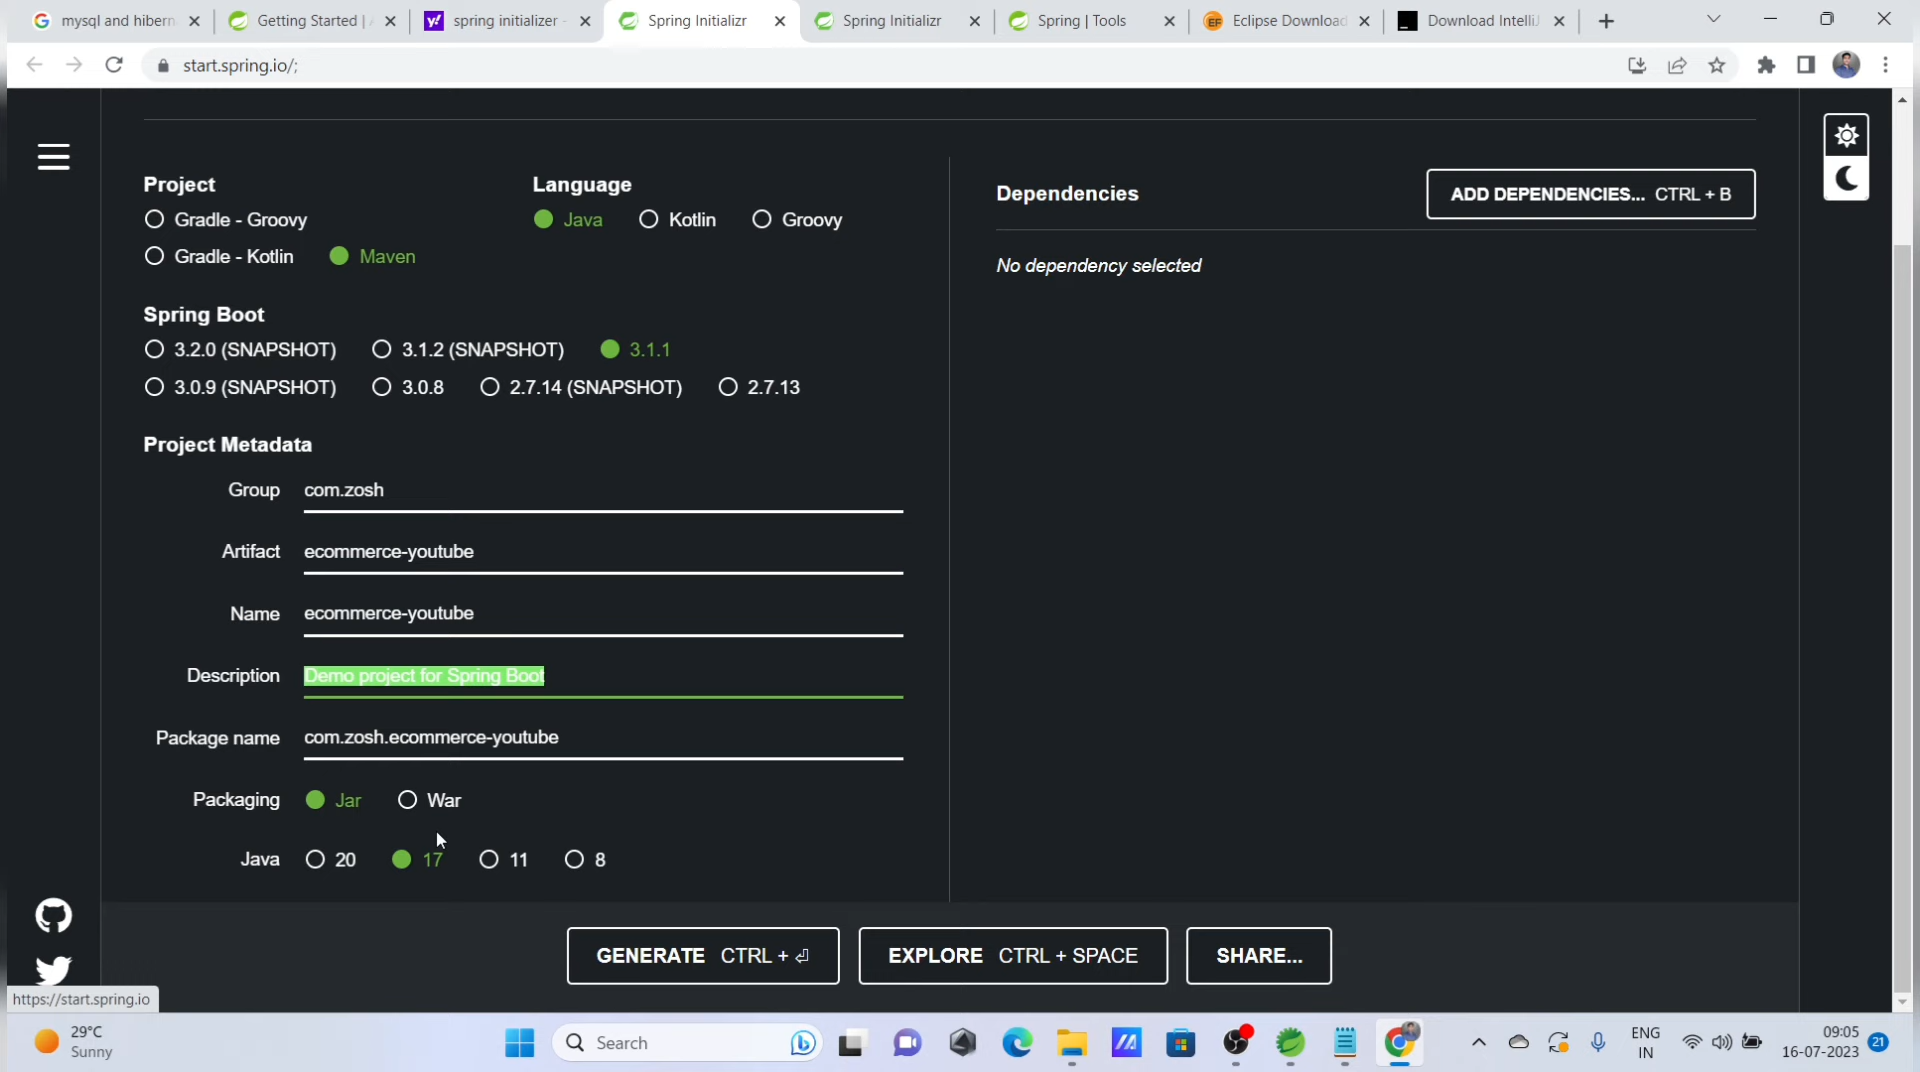 mysql and hibern
Getting Started |
spring initializer
Spring Initializr
Spring Initializr
Spring | Tools
Eclipse Download
Download IntelliJ
start.spring.io/;
Project
Gradle - Groovy
Gradle - Kotlin
Maven
Language
Java
Kotlin
Groovy
Spring Boot
3.2.0 (SNAPSHOT)
3.1.2 (SNAPSHOT)
3.1.1
3.0.9 (SNAPSHOT)
3.0.8
2.7.14 (SNAPSHOT)
2.7.13
Project Metadata
Group com.zosh
Artifact ecommerce-youtube
Name ecommerce-youtube
Description Demo project for Spring Boot
Package name com.zosh.ecommerce-youtube
Packaging Jar War
Java 20 17 11 8
Dependencies
ADD DEPENDENCIES... CTRL + B
No dependency selected
GENERATE CTRL + ⏎
EXPLORE CTRL + SPACE
SHARE...
https://start.spring.io
29°C
Sunny
Search
ENG
IN
09:05
16-07-2023
21